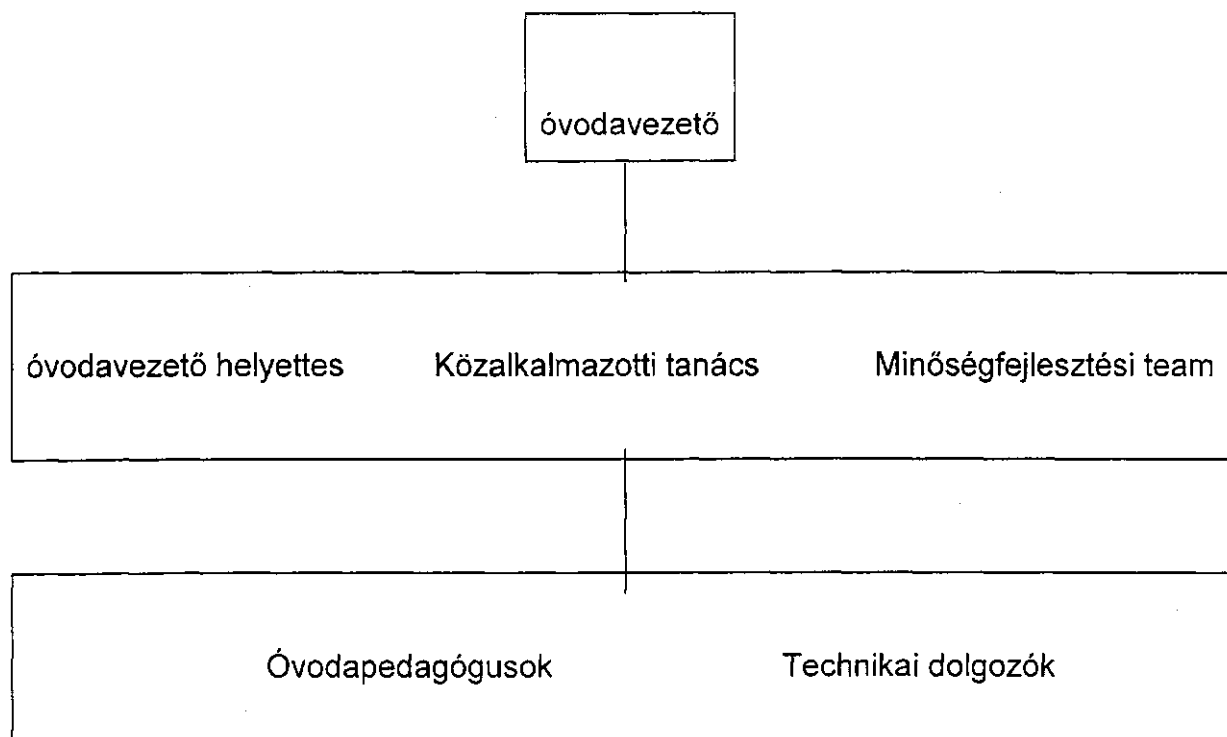 óvodavezető
óvodavezető helyettes Közalkalmazotti tanács Minőségfejlesztési team
Óvodapedagógusok Technikai dolgozók